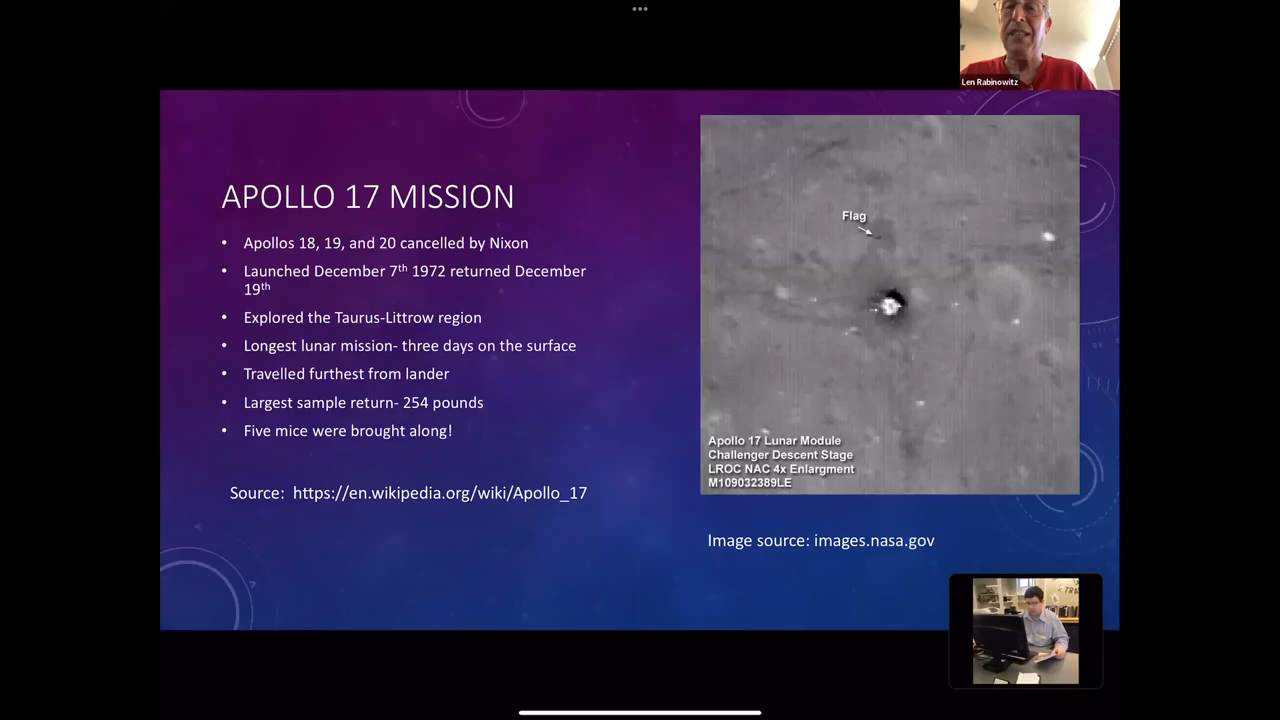 Len Rabinowitz
APOLLO 17 MISSION
• Apollos 18, 19, and 20 cancelled by Nixon
• Launched December 7th 1972 returned December
19th
• Explored the Taurus-Littrow region
• Longest lunar mission- three days on the surface
• Travelled furthest from lander
• Largest sample return- 254 pounds
• Five mice were brought along!
Source: https://en.wikipedia.org/wiki/Apollo_17
Flag
Apollo 17 Lunar Module
Challenger Descent Stage
LROC NAC 4x Enlargment
M109032389LE
Image source: images.nasa.gov